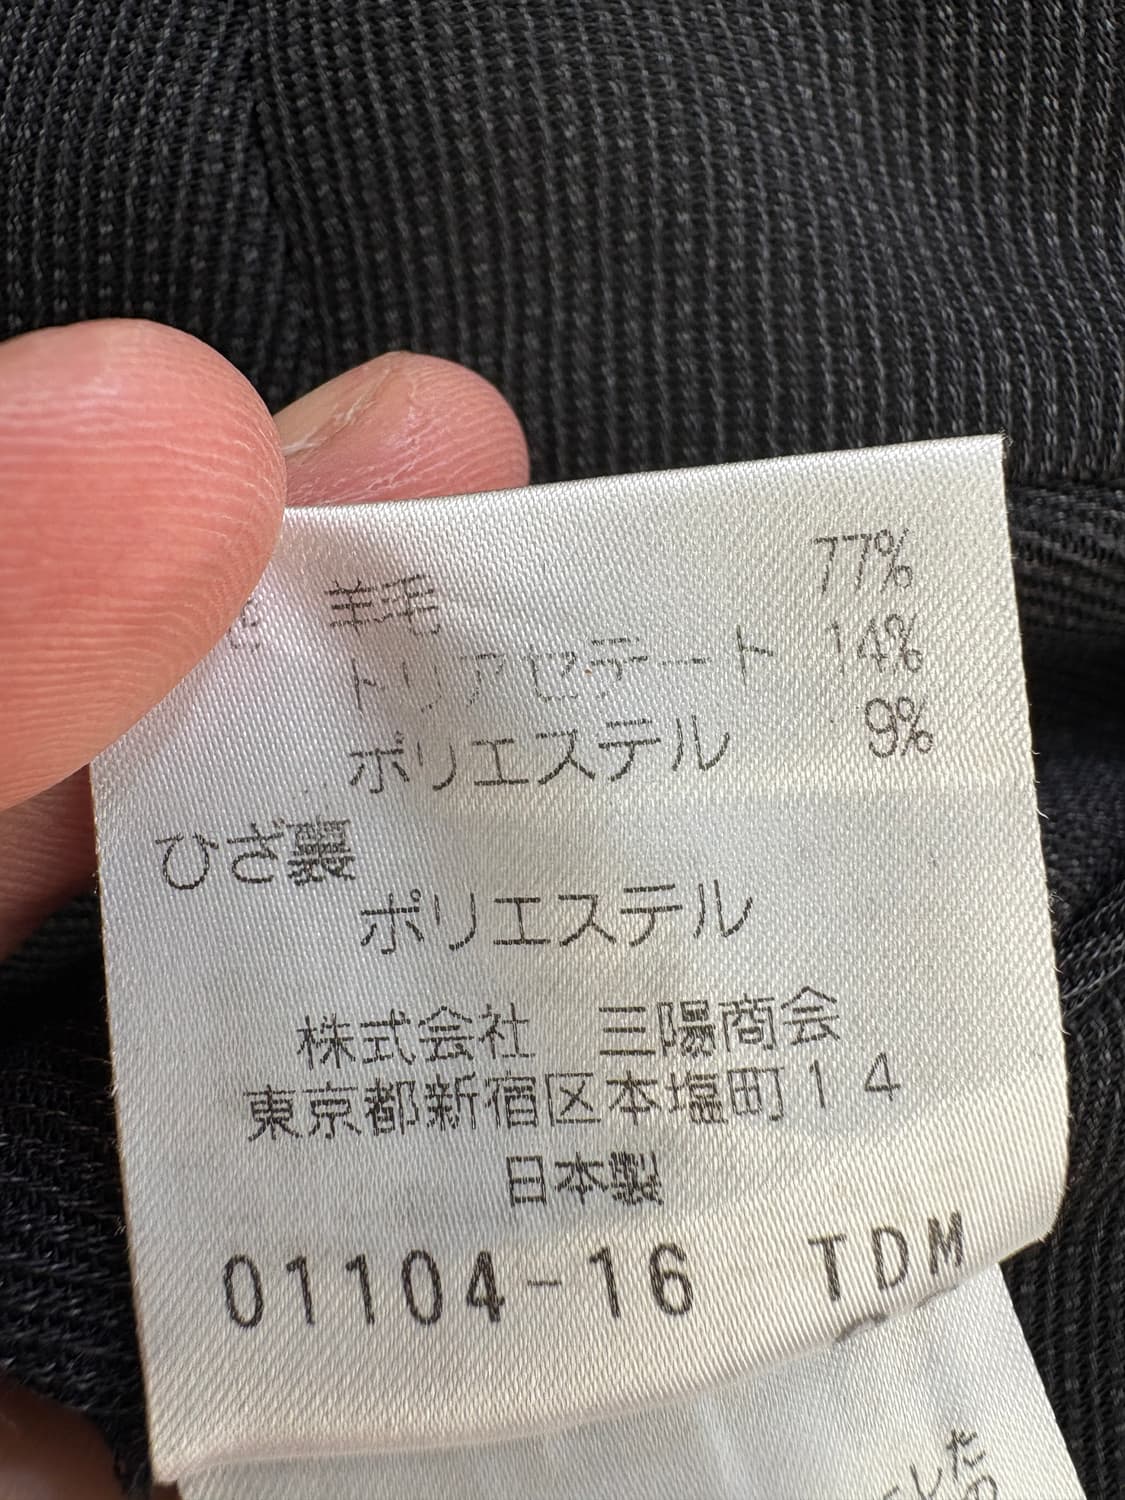 羊毛 77%
トリアセテート 14%
ポリエステル 9%
ひざ裏
ポリエステル
株式会社 三陽商会
東京都新宿区本塩町14
日本製
01104-16 TDM
した